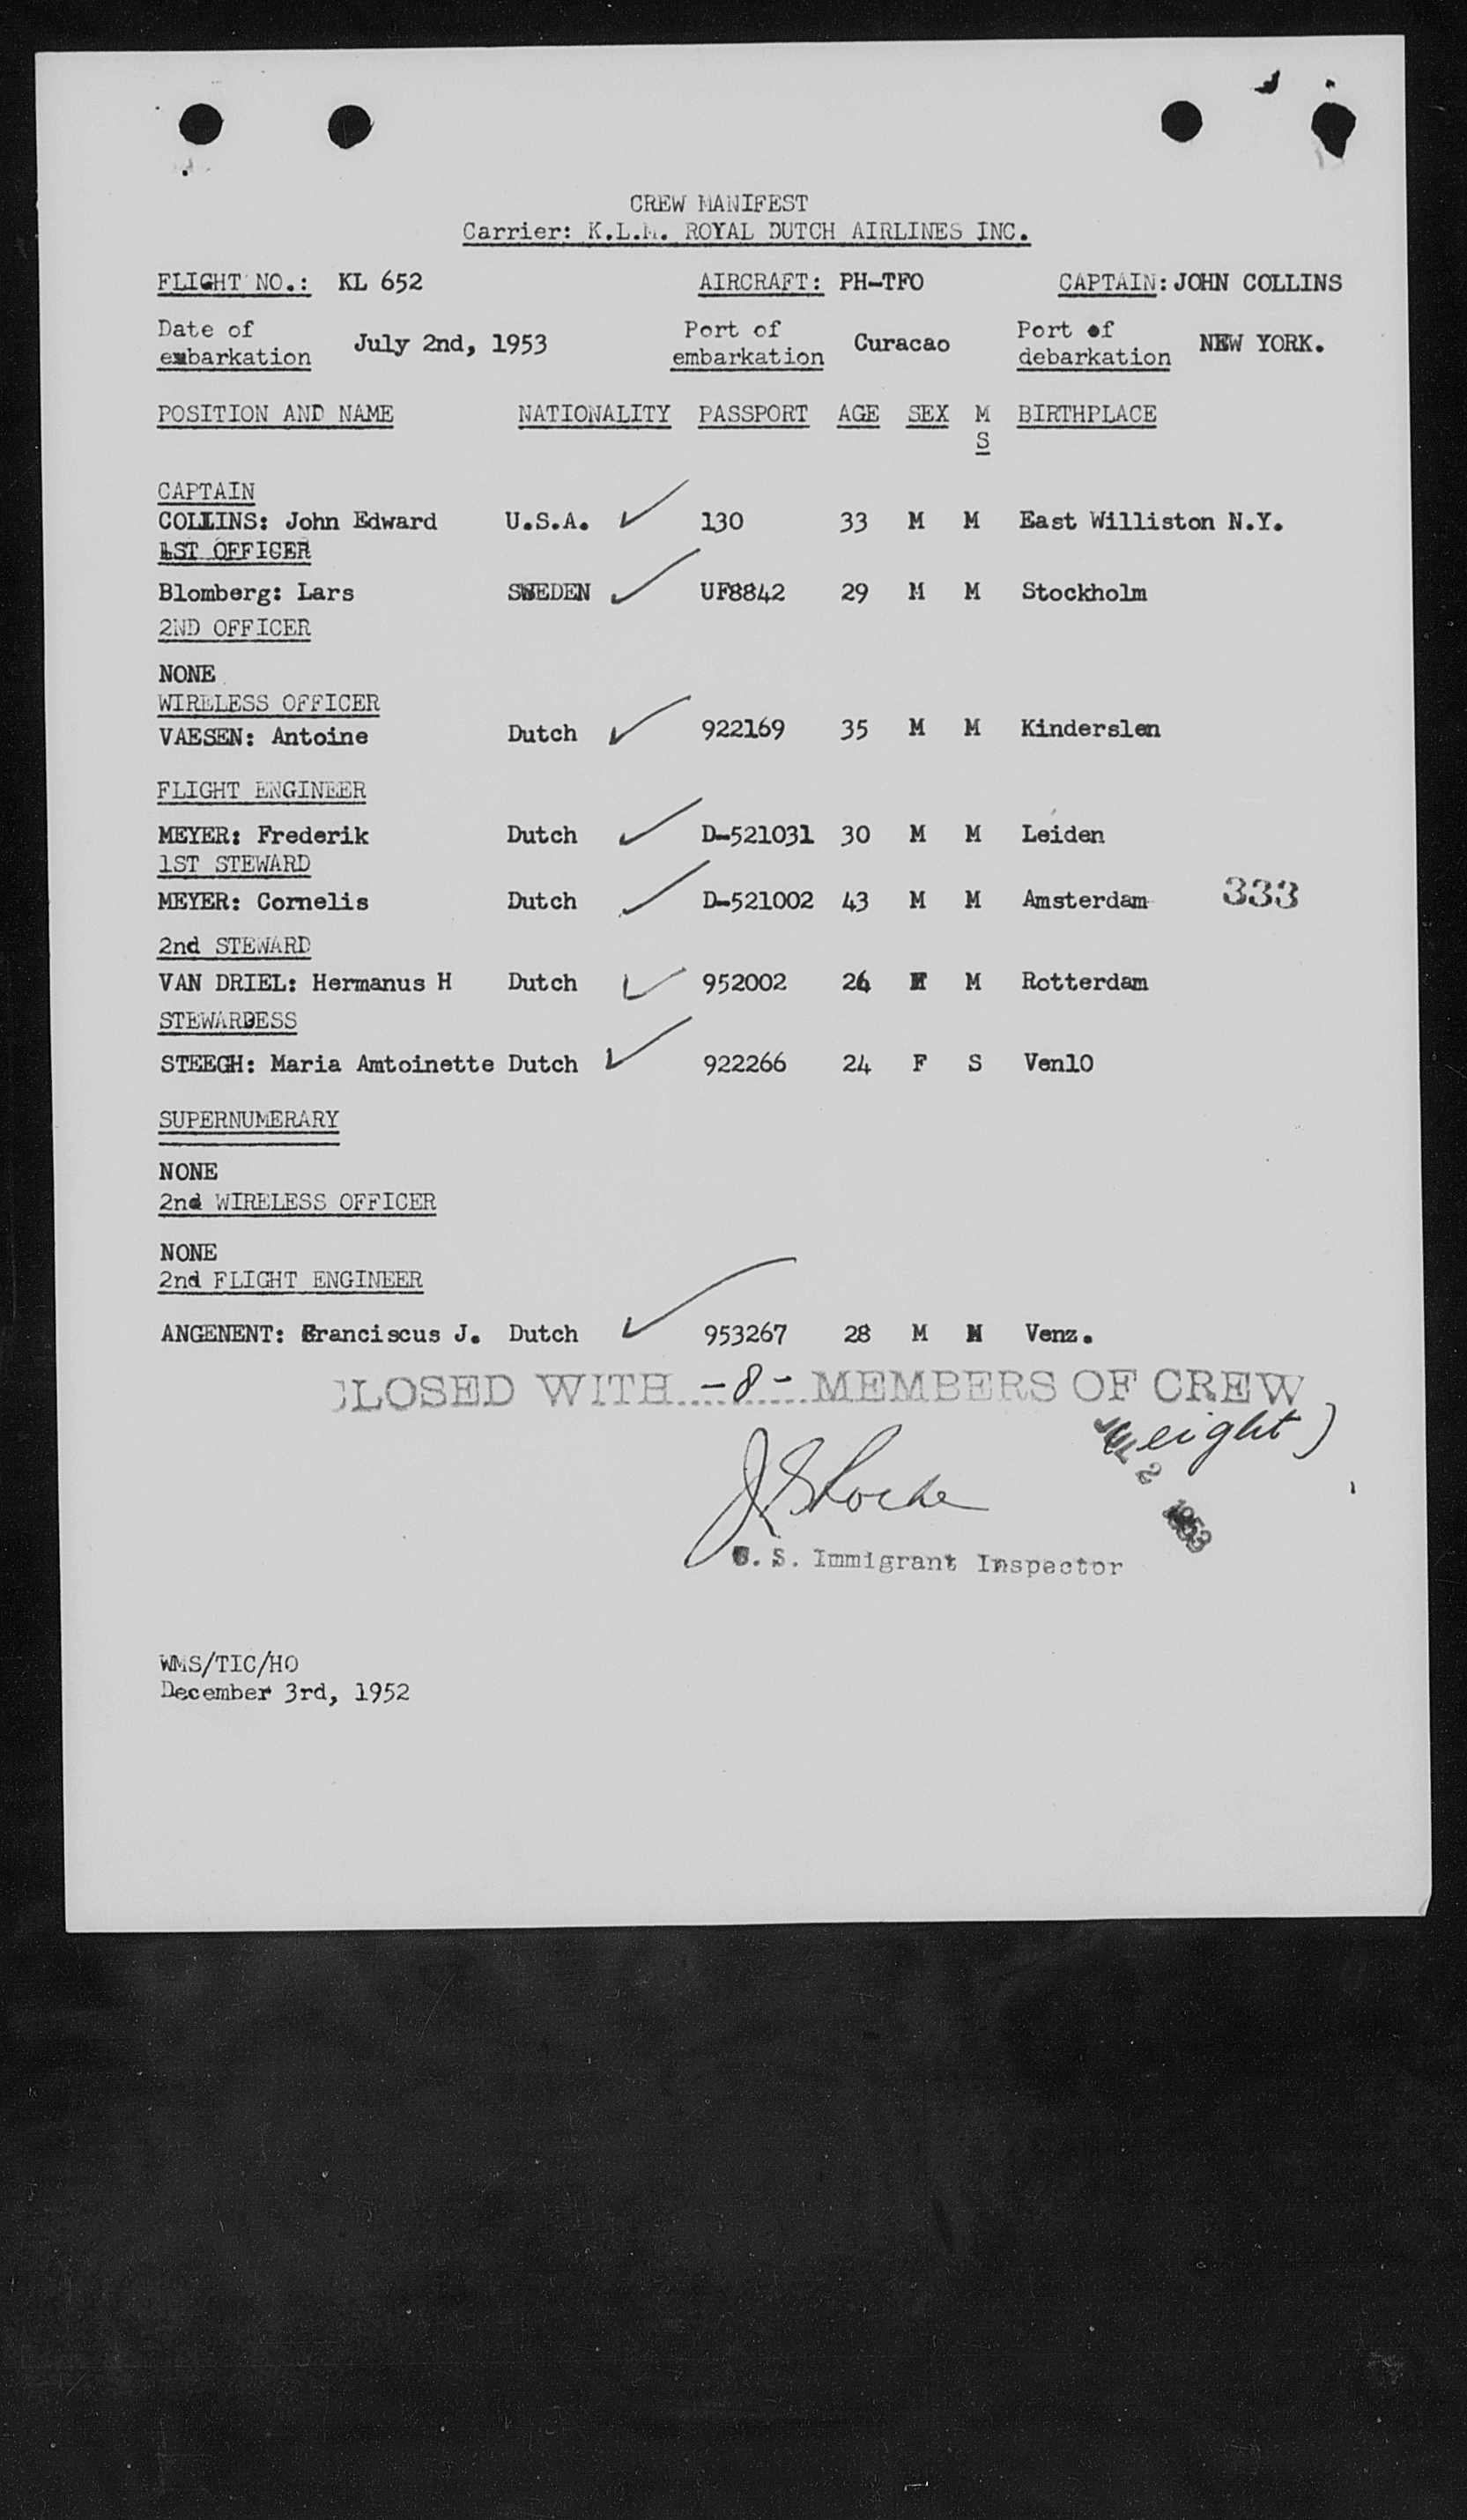 CREW MANIFEST
Carrier: K.L.M. ROYAL DUTCH AIRLINES INC.
FLIGHT NO.: KL 652 AIRCRAFT: PH-TFO CAPTAIN: JOHN COLLINS
Date of embarkation July 2nd, 1953 Port of embarkation Curacao Port of debarkation NEW YORK.
POSITION AND NAME NATIONALITY PASSPORT AGE SEX M S BIRTHPLACE
CAPTAIN
COLLINS: John Edward U.S.A. 130 33 M M East Williston N.Y.
1ST OFFICER
Blomberg: Lars SWEDEN UF8842 29 M M Stockholm
2ND OFFICER
NONE
WIRELESS OFFICER
VAESEN: Antoine Dutch 922169 35 M M Kinderslen
FLIGHT ENGINEER
MEYER: Frederik Dutch D-521031 30 M M Leiden
1ST STEWARD
MEYER: Cornelis Dutch D-521002 43 M M Amsterdam 333
2nd STEWARD
VAN DRIEL: Hermanus H Dutch 952002 26 M Rotterdam
STEWARDESS
STEEGH: Maria Amtoinette Dutch 922266 24 F S Venl0
SUPERNUMERARY
NONE
2nd WIRELESS OFFICER
NONE
2nd FLIGHT ENGINEER
ANGENENT: Franciscus J. Dutch 953267 28 M M Venz.
CLOSED WITH -8- MEMBERS OF CREW
(eight)
JUL 2 1953
U. S. Immigrant Inspector
WMS/TIC/HO
December 3rd, 1952